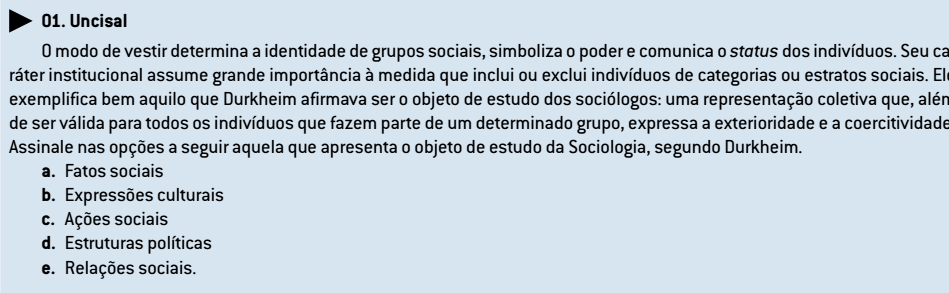 01. Uncisal
O modo de vestir determina a identidade de grupos sociais, simboliza o poder e comunica o status dos indivíduos. Seu ca
ráter institucional assume grande importância à medida que inclui ou exclui indivíduos de categorias ou estratos sociais. Ele
exemplifica bem aquilo que Durkheim afirmava ser o objeto de estudo dos sociólogos: uma representação coletiva que, além
de ser válida para todos os indivíduos que fazem parte de um determinado grupo, expressa a exterioridade e a coercitividade
Assinale nas opções a seguir aquela que apresenta o objeto de estudo da Sociologia, segundo Durkheim.
a. Fatos sociais
b. Expressões culturais
c. Ações sociais
d. Estruturas políticas
e. Relações sociais.